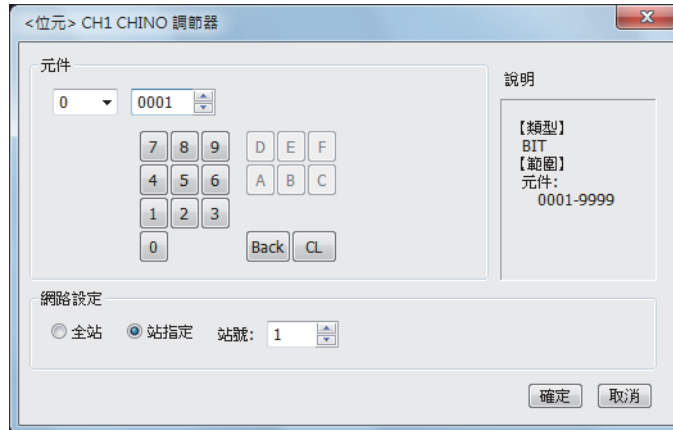 <位元> CH1 CHINO 調節器
元件
0 0001
7 8 9 D E F
4 5 6 A B C
1 2 3
0 Back CL
說明
【類型】
BIT
【範圍】
元件:
0001-9999
網路設定
全站 站指定 站號: 1
確定 取消